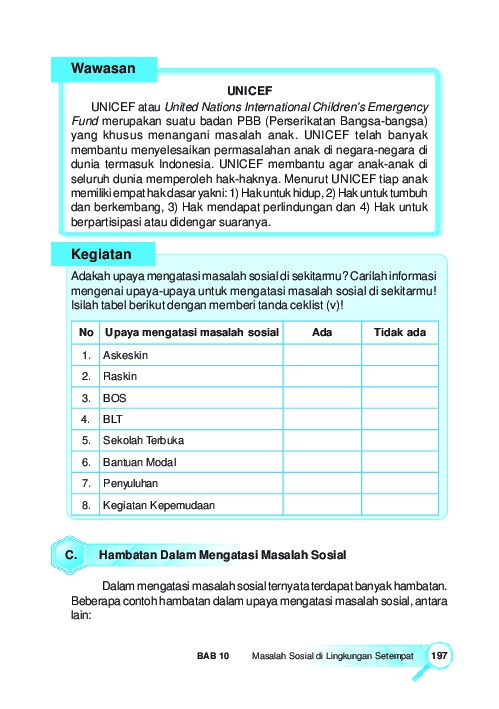 Wawasan
UNICEF
UNICEF atau United Nations International Children's Emergency
Fund merupakan suatu badan PBB (Perserikatan Bangsa-bangsa)
yang khusus menangani masalah anak. UNICEF telah banyak
membantu menyelesaikan permasalahan anak di negara-negara di
dunia termasuk Indonesia. UNICEF membantu agar anak-anak di
seluruh dunia memperoleh hak-haknya. Menurut UNICEF tiap anak
memiliki empat hak dasar yakni: 1) Hak untuk hidup, 2) Hak untuk tumbuh
dan berkembang, 3) Hak mendapat perlindungan dan 4) Hak untuk
berpartisipasi atau didengar suaranya.
Kegiatan
Adakah upaya mengatasi masalah sosial di sekitarmu? Carilah informasi
mengenai upaya-upaya untuk mengatasi masalah sosial di sekitarmu!
Isilah tabel berikut dengan memberi tanda ceklist (v)!
No Upaya mengatasi masalah sosial Ada Tidak ada
1. Askeskin
2. Raskin
3. BOS
4. BLT
5. Sekolah Terbuka
6. Bantuan Modal
7. Penyuluhan
8. Kegiatan Kepemudaan
C. Hambatan Dalam Mengatasi Masalah Sosial
Dalam mengatasi masalah sosial ternyata terdapat banyak hambatan.
Beberapa contoh hambatan dalam upaya mengatasi masalah sosial, antara
lain:
BAB 10 Masalah Sosial di Lingkungan Setempat 197